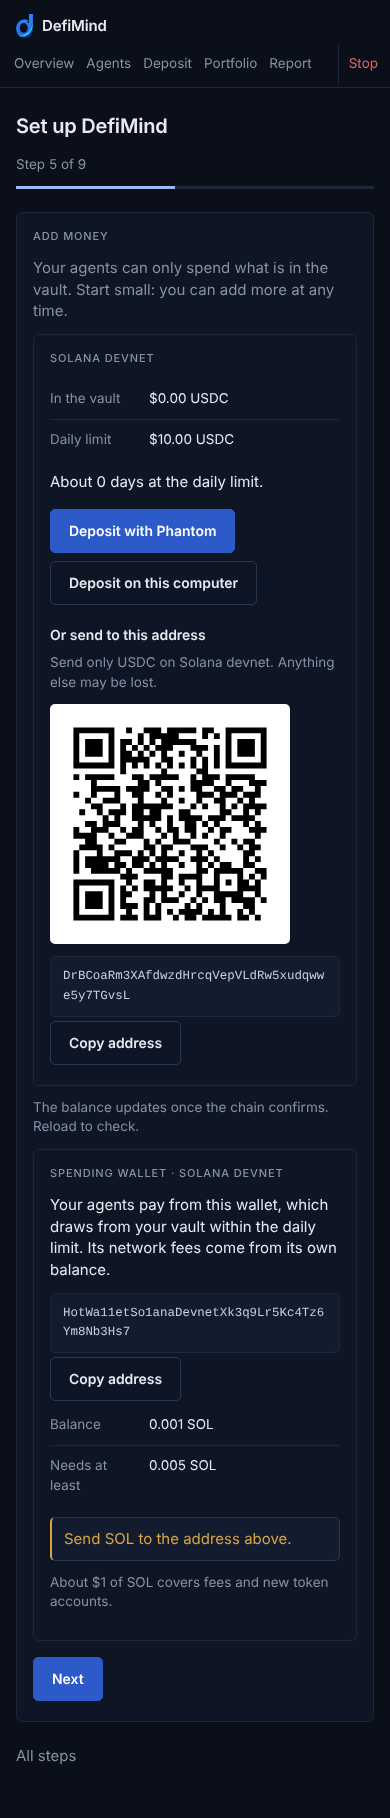 DefiMind
Overview Agents Deposit Portfolio Report Stop
Set up DefiMind
Step 5 of 9
ADD MONEY
Your agents can only spend what is in the
vault. Start small: you can add more at any
time.
SOLANA DEVNET
In the vault $0.00 USDC
Daily limit $10.00 USDC
About 0 days at the daily limit.
Deposit with Phantom
Deposit on this computer
Or send to this address
Send only USDC on Solana devnet. Anything
else may be lost.
DrBCoaRm3XAfdwzdHrcqVepVLdRw5xudqww
e5y7TGvsL
Copy address
The balance updates once the chain confirms.
Reload to check.
SPENDING WALLET · SOLANA DEVNET
Your agents pay from this wallet, which
draws from your vault within the daily
limit. Its network fees come from its own
balance.
HotWa11etSo1anaDevnetXk3q9Lr5Kc4Tz6
Ym8Nb3Hs7
Copy address
Balance 0.001 SOL
Needs at 0.005 SOL
least
Send SOL to the address above.
About $1 of SOL covers fees and new token
accounts.
Next
All steps